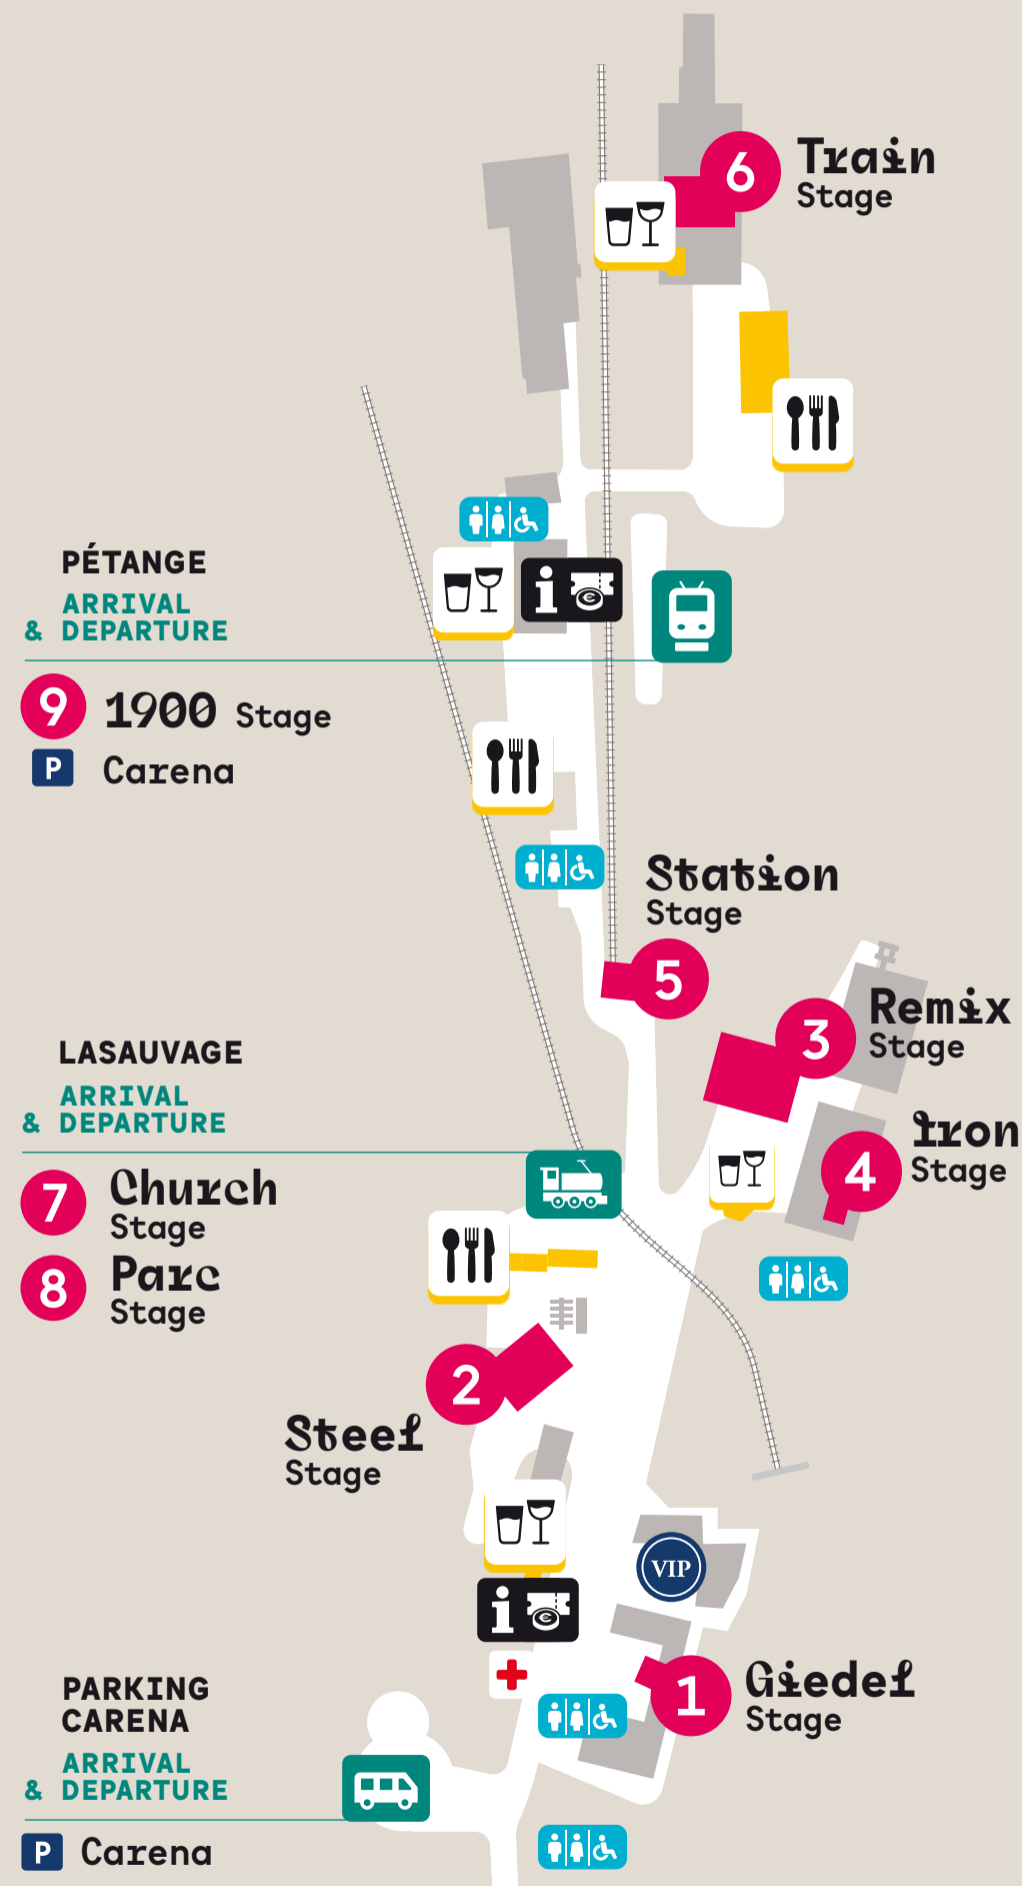 6
Train
Stage
PÉTANGE
ARRIVAL
& DEPARTURE
9
1900 Stage
P
Carena
Station
Stage
5
3
Remix
Stage
LASAUVAGE
ARRIVAL
& DEPARTURE
4
Iron
Stage
7
Church
Stage
8
Parc
Stage
2
Steel
Stage
VIP
i
€
1
Giedel
Stage
PARKING
CARENA
ARRIVAL
& DEPARTURE
P
Carena
i
€